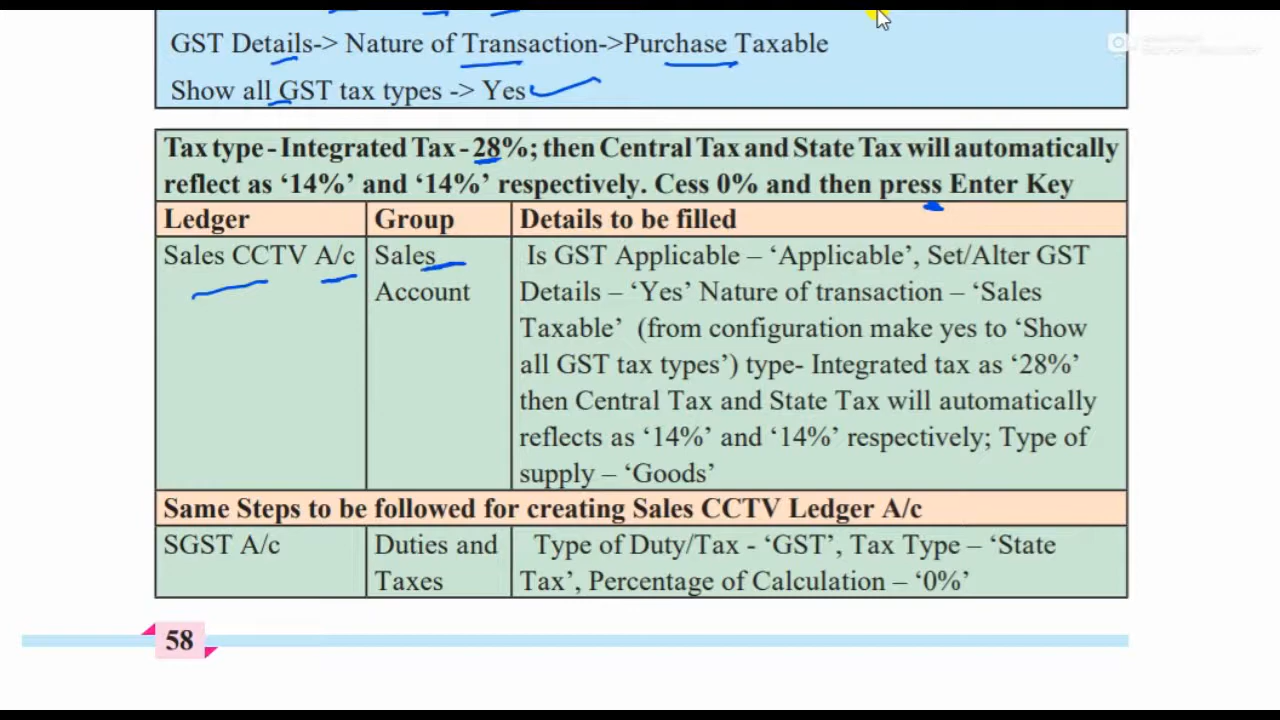 GST Details-> Nature of Transaction->Purchase Taxable
Show all GST tax types -> Yes
Tax type - Integrated Tax - 28%; then Central Tax and State Tax will automatically
reflect as ‘14%’ and ‘14%’ respectively. Cess 0% and then press Enter Key
Ledger Group Details to be filled
Sales CCTV A/c Sales Is GST Applicable – ‘Applicable’, Set/Alter GST
Account Details – ‘Yes’ Nature of transaction – ‘Sales
Taxable’ (from configuration make yes to ‘Show
all GST tax types’) type- Integrated tax as ‘28%’
then Central Tax and State Tax will automatically
reflects as ‘14%’ and ‘14%’ respectively; Type of
supply – ‘Goods’
Same Steps to be followed for creating Sales CCTV Ledger A/c
SGST A/c Duties and Type of Duty/Tax - ‘GST’, Tax Type – ‘State
Taxes Tax’, Percentage of Calculation – ‘0%’
58